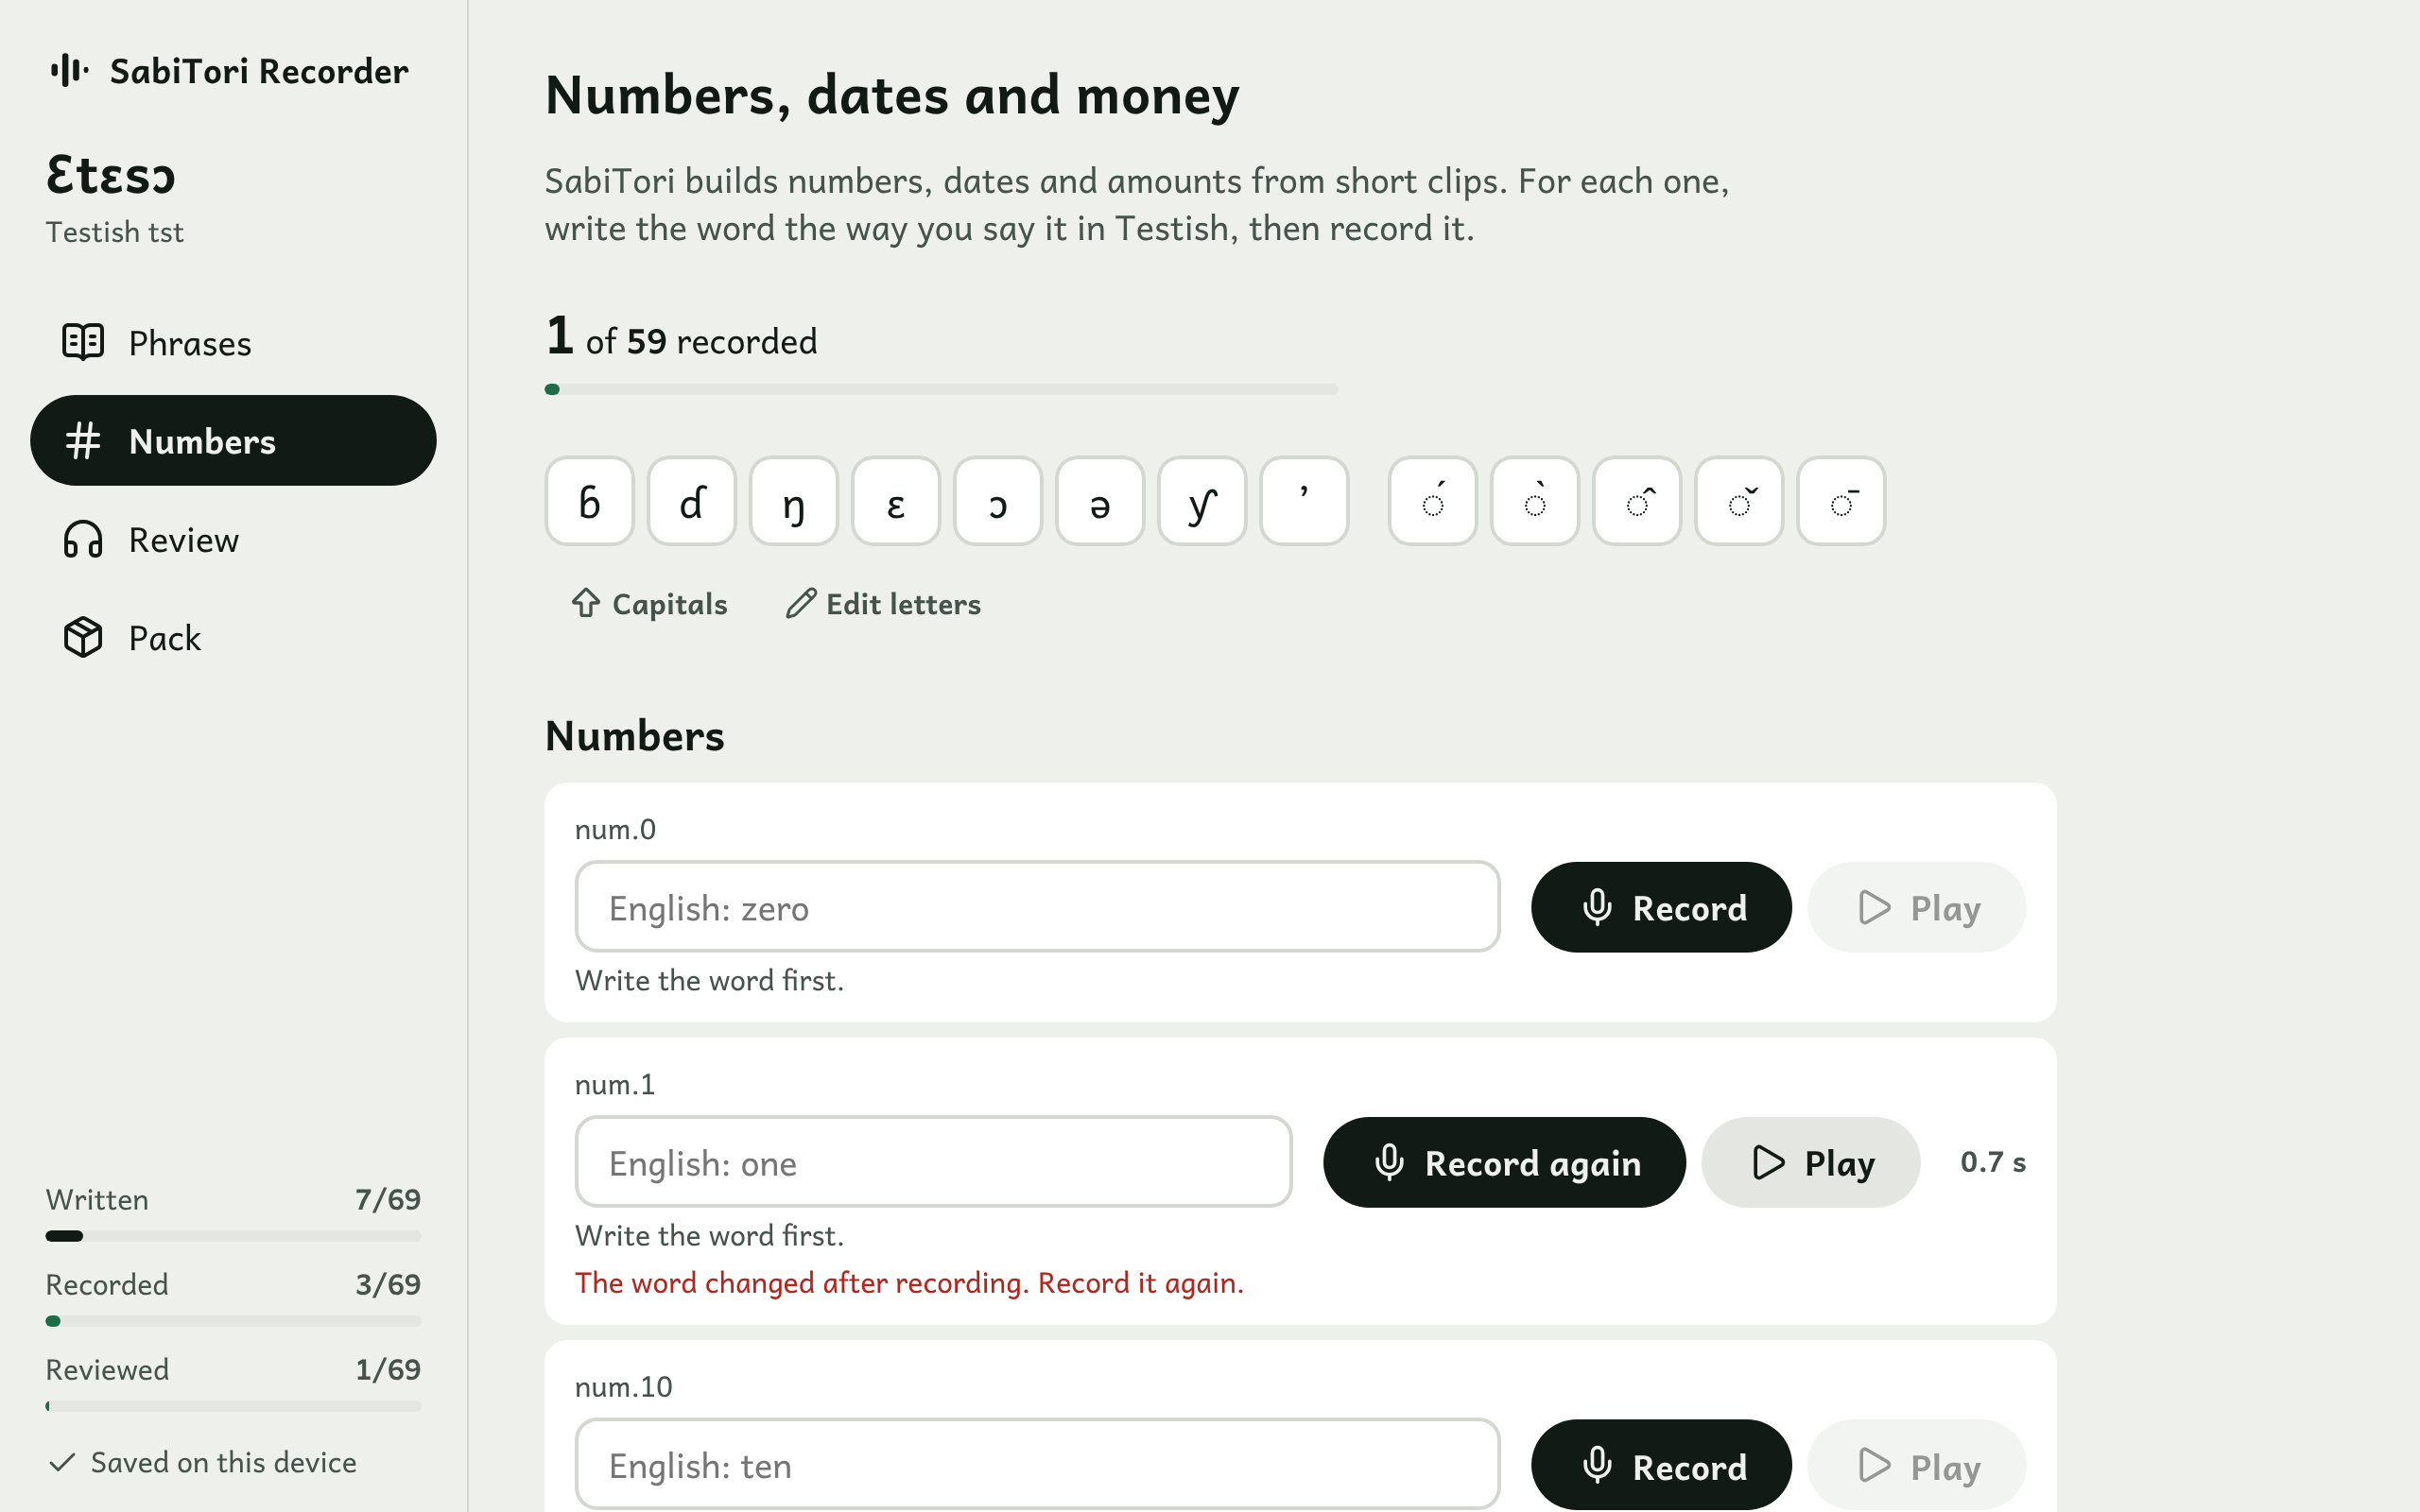 SabiTori Recorder
Ɛtɛsɔ
Testish tst
Phrases
Numbers
Review
Pack
Written 7/69
Recorded 3/69
Reviewed 1/69
Saved on this device
Numbers, dates and money
SabiTori builds numbers, dates and amounts from short clips. For each one,
write the word the way you say it in Testish, then record it.
1 of 59 recorded
ɓ ɗ ŋ ɛ ɔ ə ƴ ʼ ◌́ ◌̀ ◌̂ ◌̌ ◌̄
Capitals Edit letters
Numbers
num.0
English: zero Record Play
Write the word first.
num.1
English: one Record again Play 0.7 s
Write the word first.
The word changed after recording. Record it again.
num.10
English: ten Record Play